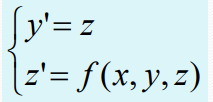 y'= z
z'= f(x, y, z)